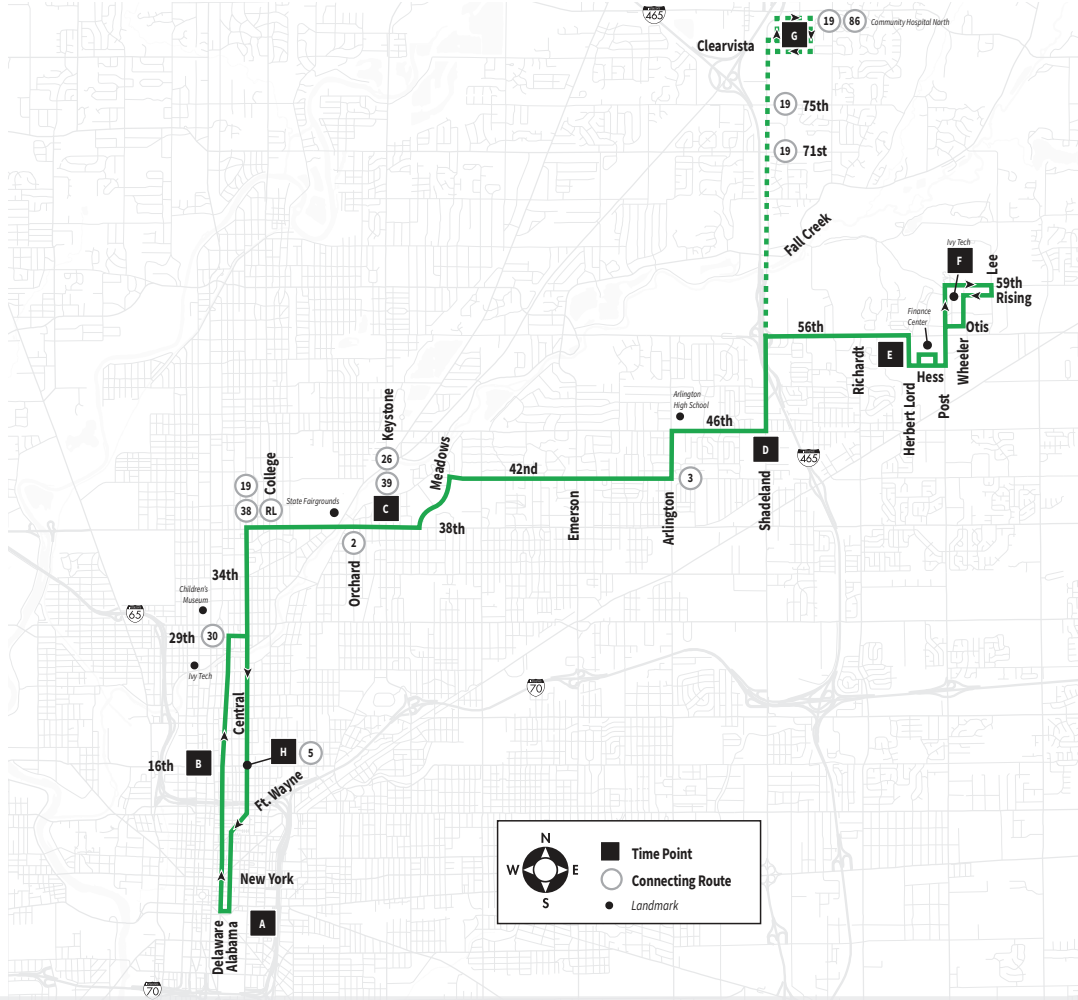 465
19
86
Community Hospital North
G
Clearvista
19
75th
19
71st
Fall Creek
Ivy Tech
F
Lee
59th
Rising
Finance
Center
56th
Otis
E
Richardt
Wheeler
Hess
Herbert Lord
Post
Arlington
High School
46th
D
465
Shadeland
Keystone
26
39
C
Meadows
42nd
3
Emerson
Arlington
College
19
38
RL
State Fairgrounds
38th
2
Orchard
34th
Children's
Museum
65
29th
30
Ivy Tech
70
Central
H
5
16th
B
Ft. Wayne
New York
A
Delaware
Alabama
70
N
W
E
S
Time Point
Connecting Route
Landmark